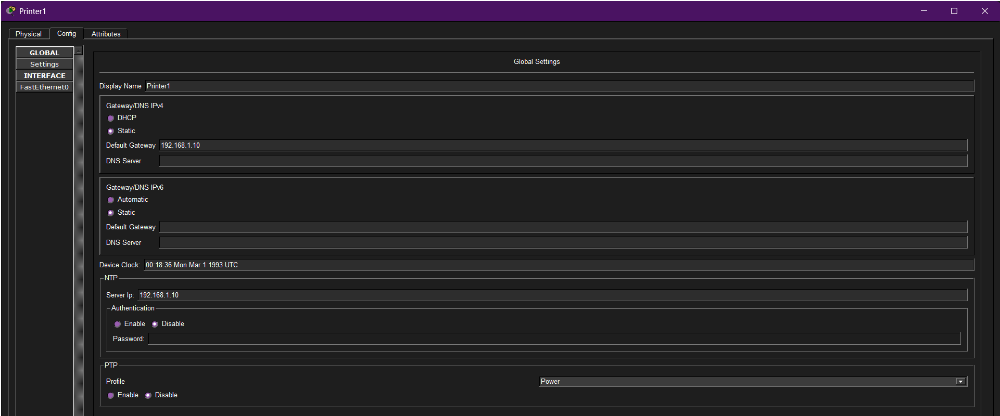 Printer1
Physical Config Attributes
GLOBAL
Settings
INTERFACE
FastEthernet0
Global Settings
Display Name Printer1
Gateway/DNS IPv4
DHCP
Static
Default Gateway 192.168.1.10
DNS Server
Gateway/DNS IPv6
Automatic
Static
Default Gateway
DNS Server
Device Clock: 00:18:36 Mon Mar 1 1993 UTC
NTP
Server Ip: 192.168.1.10
Authentication
Enable Disable
Password:
PTP
Profile Power
Enable Disable